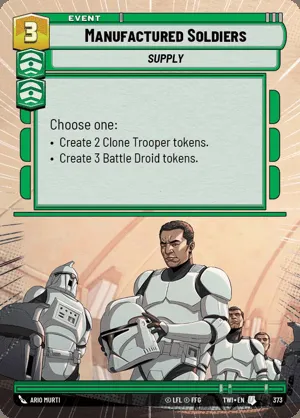 EVENT
3
MANUFACTURED SOLDIERS
SUPPLY
Choose one:
• Create 2 Clone Trooper tokens.
• Create 3 Battle Droid tokens.
ARIO MURTI
© LFL © FFG
TWI • EN
373